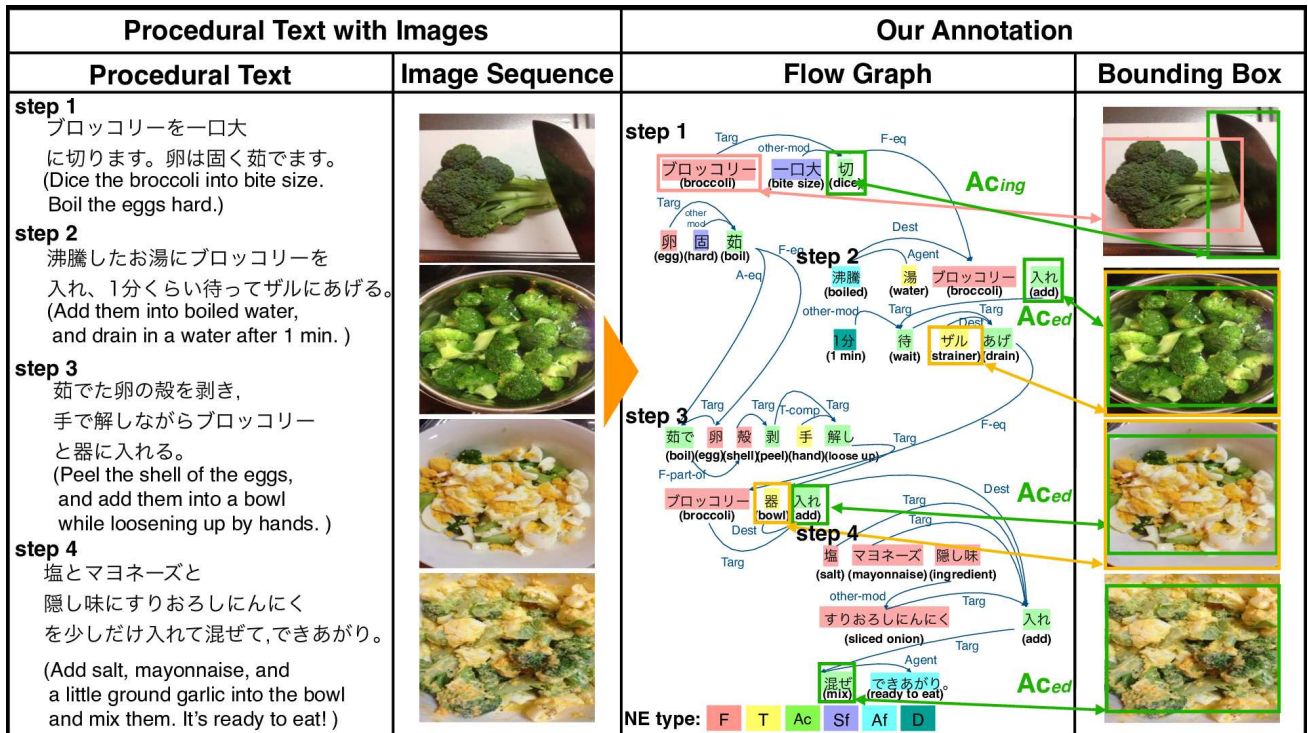 Procedural Text with Images
Our Annotation
Procedural Text
Image Sequence
Flow Graph
Bounding Box
step 1
ブロッコリーを一口大
に切ります。卵は固く茹でます。
(Dice the broccoli into bite size.
Boil the eggs hard.)
step 2
沸騰したお湯にブロッコリーを
入れ、1分くらい待ってザルにあげる。
(Add them into boiled water,
and drain in a water after 1 min. )
step 3
茹でた卵の殻を剥き,
手で解しながらブロッコリー
と器に入れる。
(Peel the shell of the eggs,
and add them into a bowl
while loosening up by hands. )
step 4
塩とマヨネーズと
隠し味にすりおろしにんにく
を少しだけ入れて混ぜて,できあがり。
(Add salt, mayonnaise, and
a little ground garlic into the bowl
and mix them. It's ready to eat! )
step 1
Targ
other-mod
F-eq
ブロッコリー 一口大 切
(broccoli) (bite size) (dice)
Acing
Targ
other
mod
卵 固 茹
(egg) (hard) (boil)
A-eq
F-eq
step 2
Dest
Agent
沸騰 湯 ブロッコリー 入れ
(boiled) (water) (broccoli) (add)
Aced
other-mod
Targ
Targ
Dest
1分 待 ザル あげ
(1 min) (wait) strainer) (drain)
step 3
Targ
Targ
T-comp
Targ
Targ
F-eq
茹で 卵 殻 剥 手 解し
(boil) (egg) (shell) (peel) (hand) (loose up)
F-part-of
ブロッコリー 器 入れ
(broccoli) (bowl) (add)
Dest
Targ
Dest
Targ
Targ
Aced
step 4
塩 マヨネーズ 隠し味
(salt) (mayonnaise) (ingredient)
other-mod
Targ
すりおろしにんにく 入れ
(sliced onion) (add)
Targ
Agent
混ぜ できあがり。
(mix) (ready to eat)
Aced
NE type: F T Ac Sf Af D